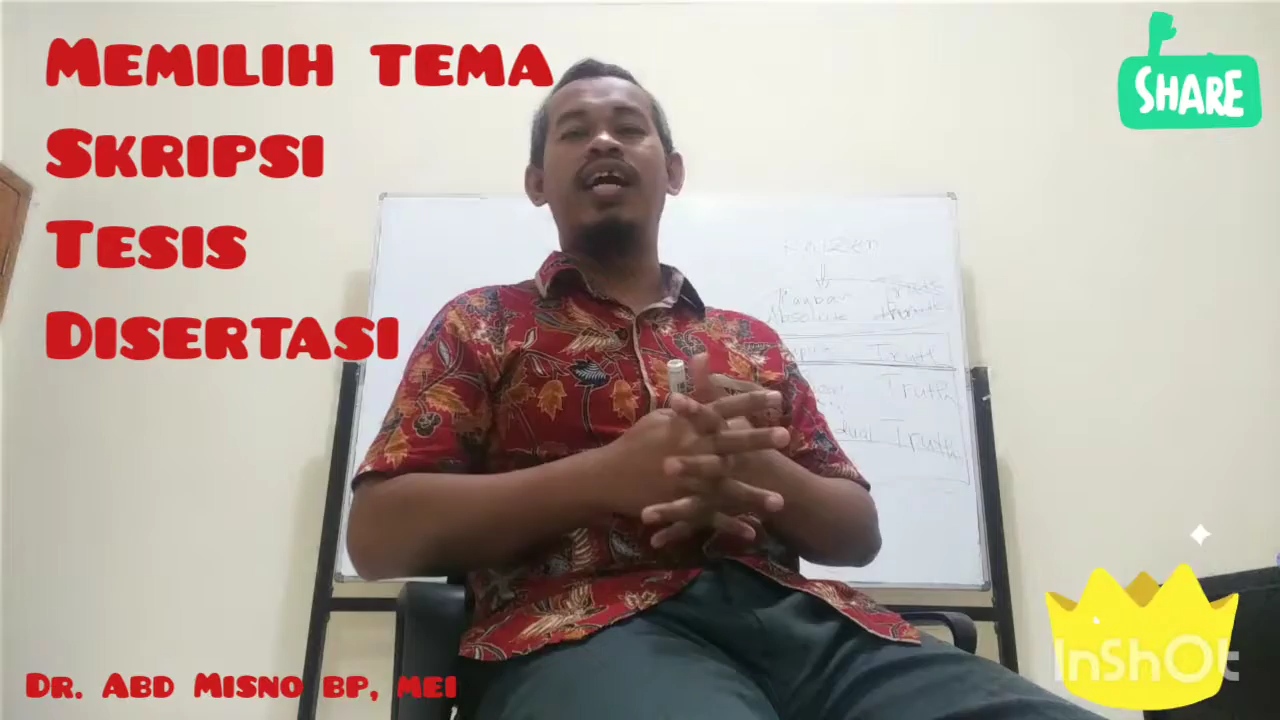 Memilih tema
Skripsi
Tesis
Disertasi
SHARE
KAIZEN
Absolute
Truth
Truth
Truth
Dr. Abd Misno BP, MEI
InShOt